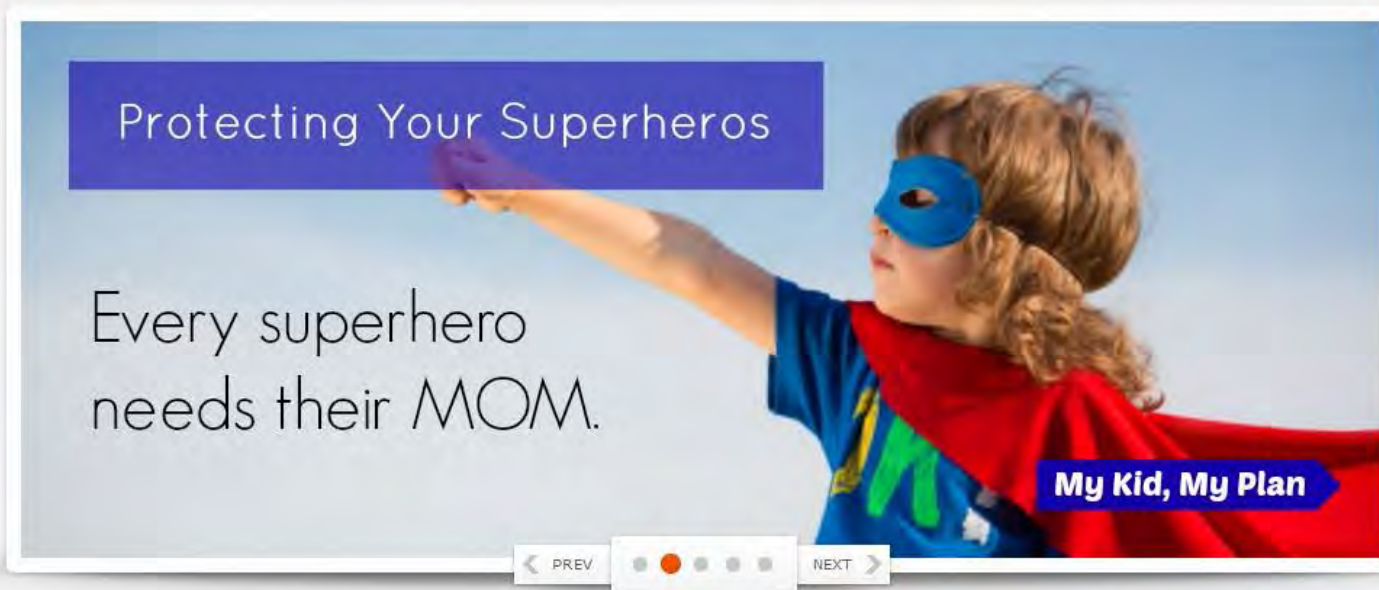 Protecting Your Superheros
Every superhero
needs their MOM.
My Kid, My Plan
PREV
NEXT